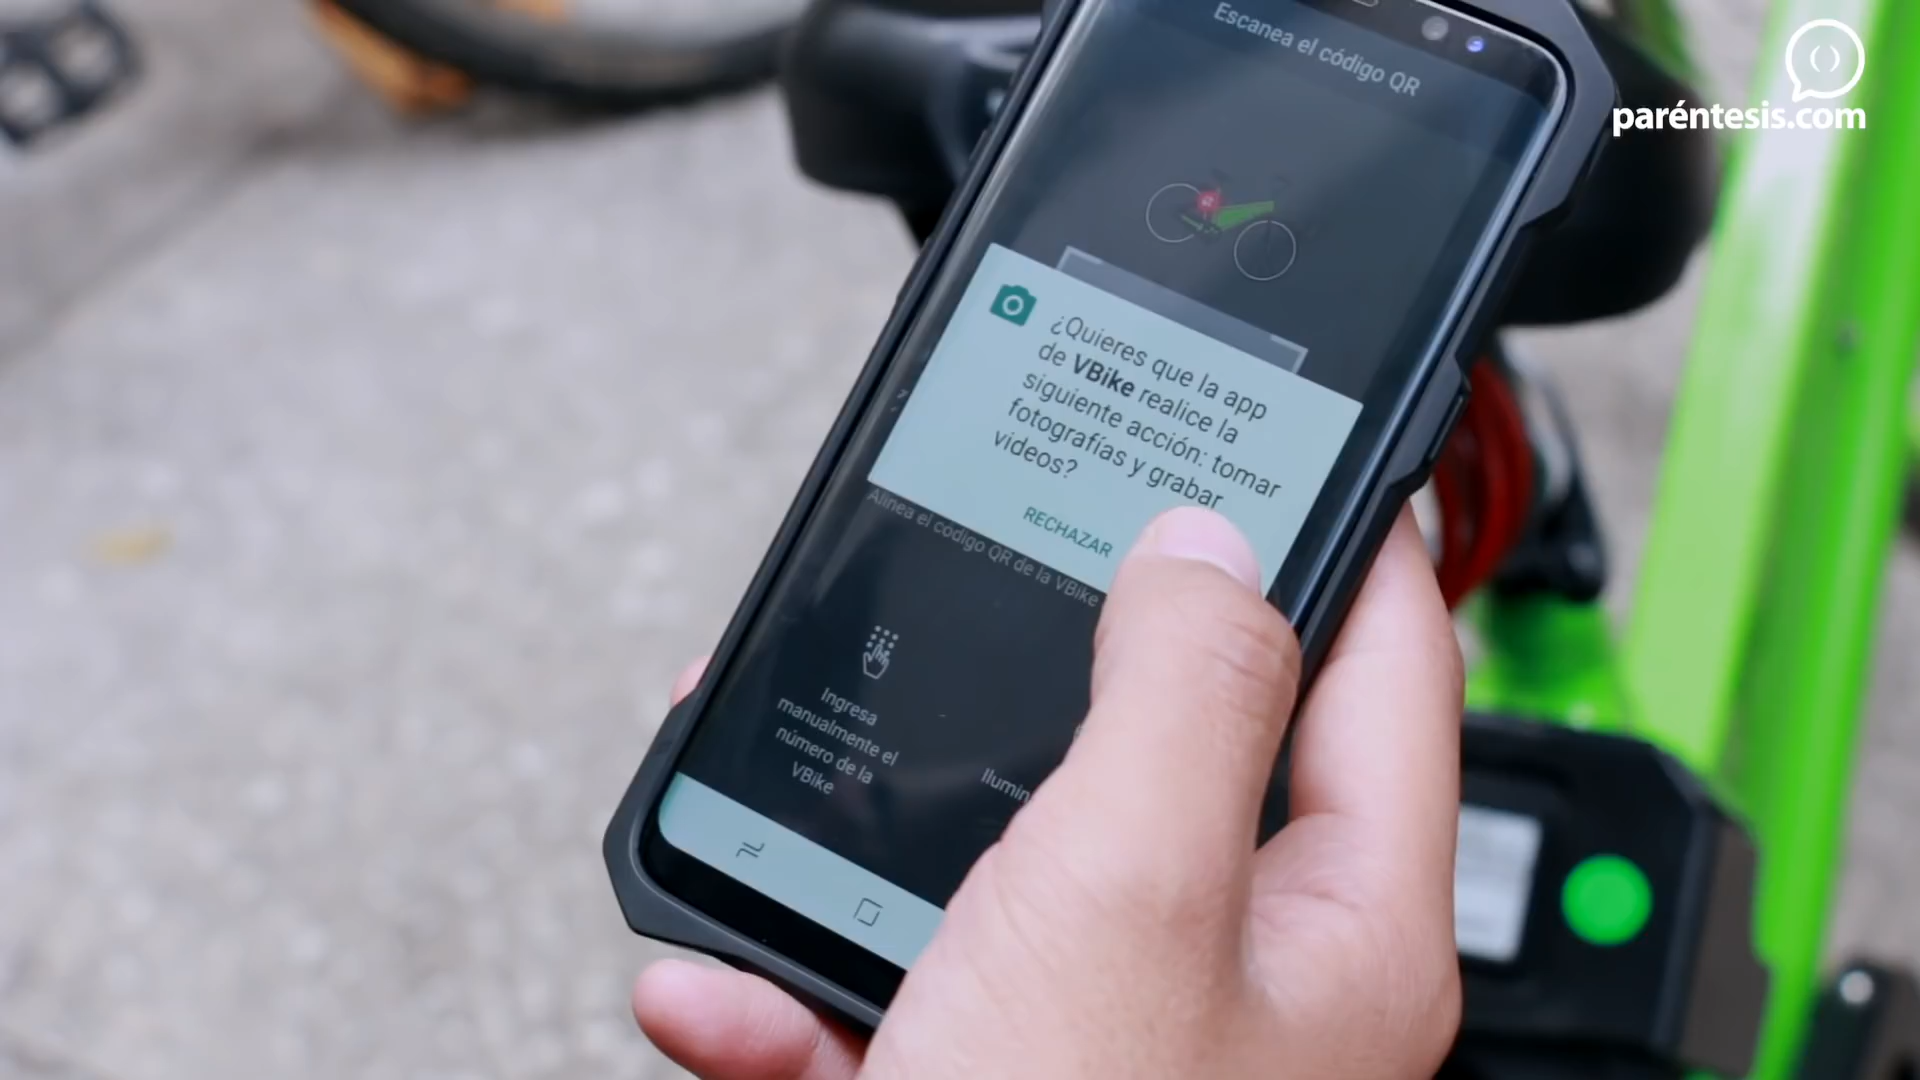 Escanea el código QR
paréntesis.com
¿Quieres que la app
de VBike realice la
siguiente acción: tomar
fotografías y grabar
videos?
RECHAZAR
Alinea el código QR de la VBike
Ingresa
manualmente el
número de la
VBike